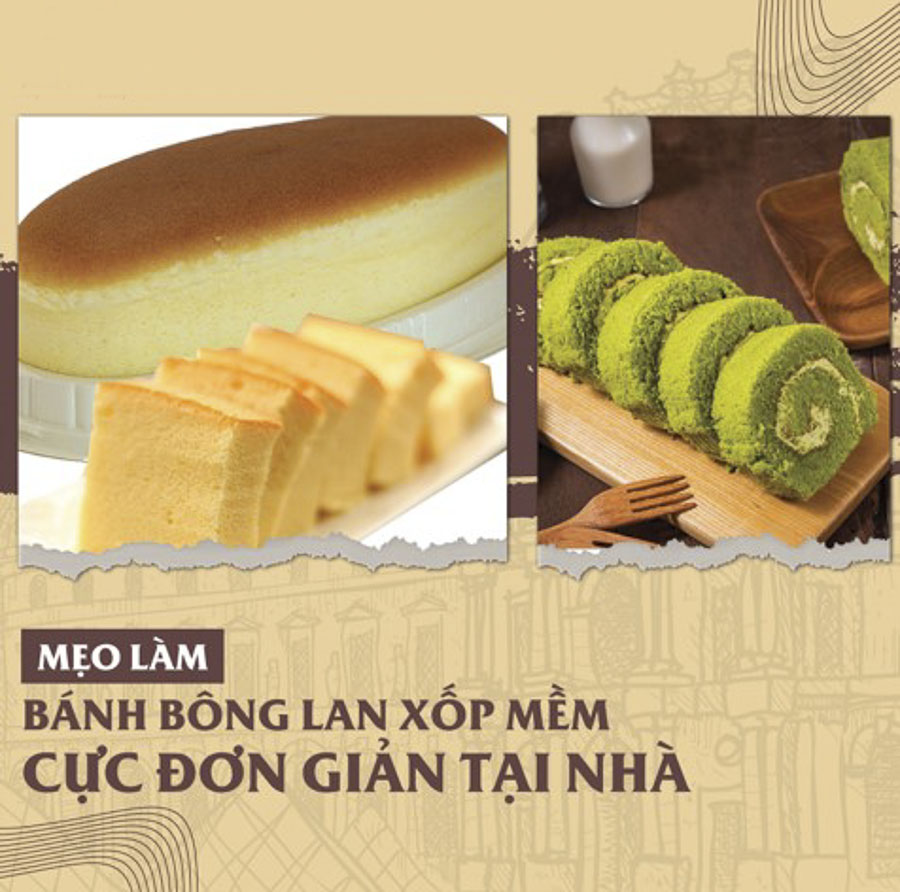 MẸO LÀM
BÁNH BÔNG LAN XỐP MỀM
CỰC ĐƠN GIẢN TẠI NHÀ